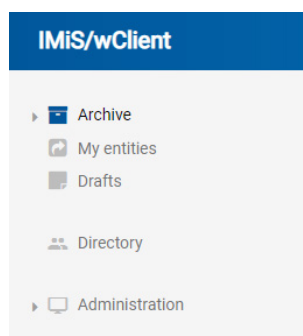 IMiS/wClient
Archive
My entities
Drafts
Directory
Administration